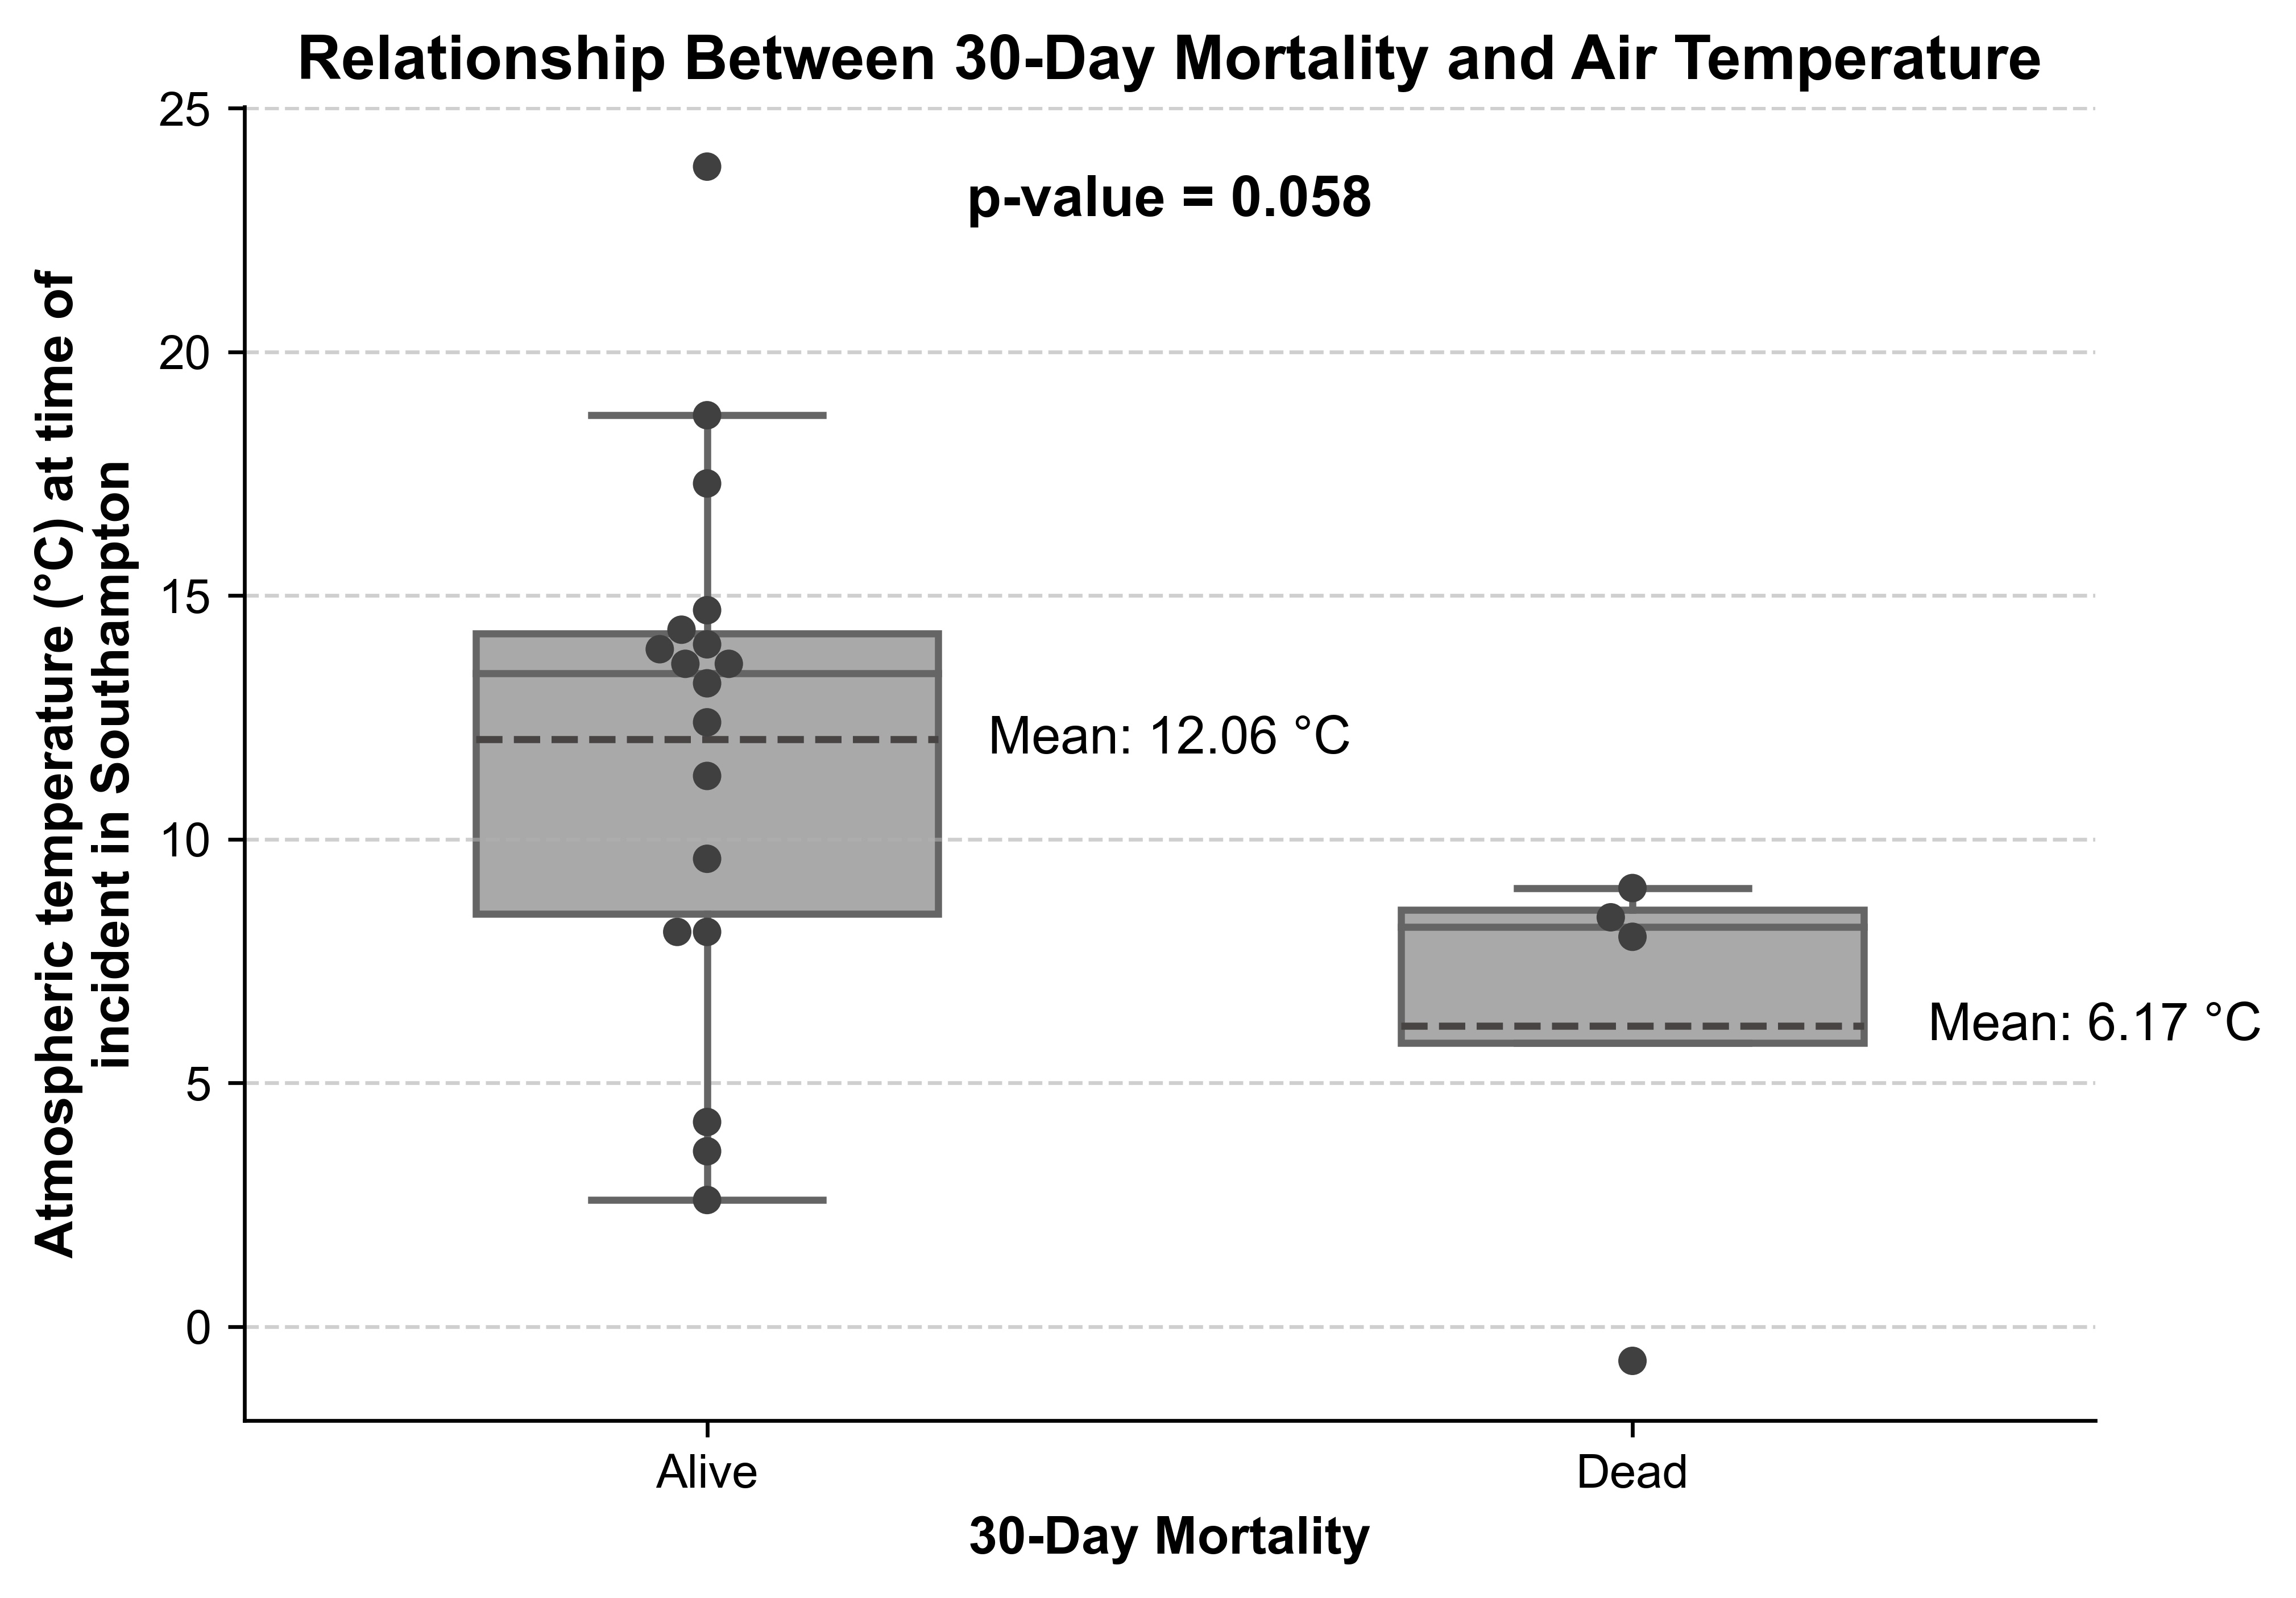 Relationship Between 30-Day Mortality and Air Temperature
25
20
15
10
5
0
Atmospheric temperature (°C) at time of
incident in Southampton
p-value = 0.058
Mean: 12.06 °C
Mean: 6.17 °C
Alive
Dead
30-Day Mortality